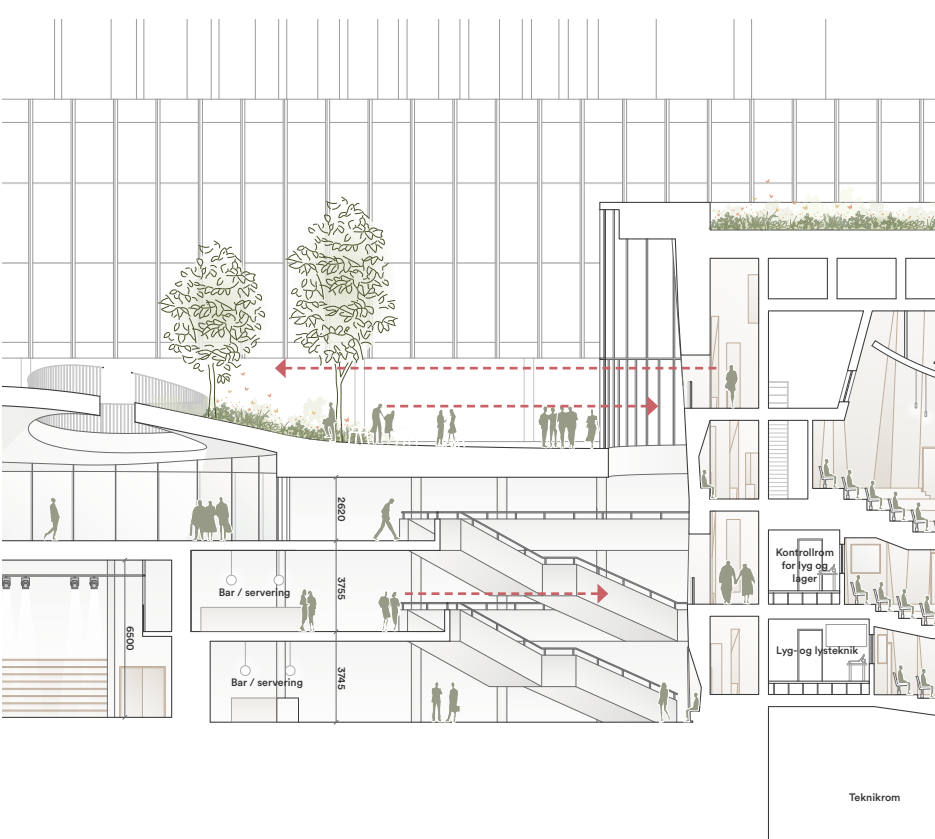 2620
Kontrollrom
for lyg og
lager
Bar / servering
3755
6500
Lyg- og lysteknik
Bar / servering
3745
Teknikrom